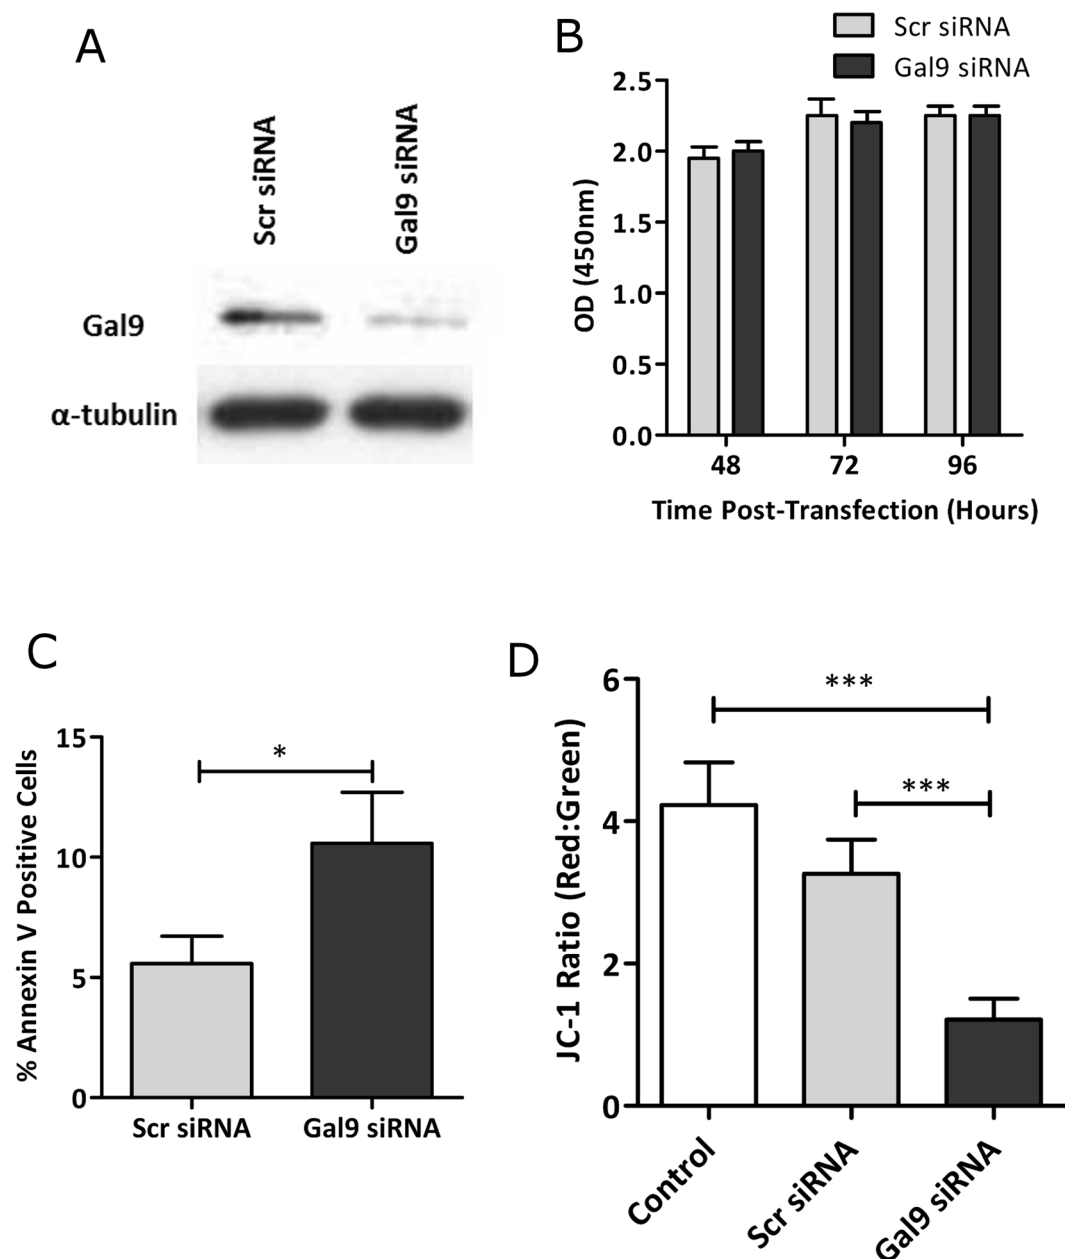 A
Scr siRNA
Gal9 siRNA
Gal9
α-tubulin
B
Scr siRNA
Gal9 siRNA
OD (450nm)
2.5
2.0
1.5
1.0
0.5
0.0
48 72 96
Time Post-Transfection (Hours)
C
% Annexin V Positive Cells
15
10
5
0
*
Scr siRNA Gal9 siRNA
D
JC-1 Ratio (Red:Green)
6
4
2
0
***
***
Control
Scr siRNA
Gal9 siRNA